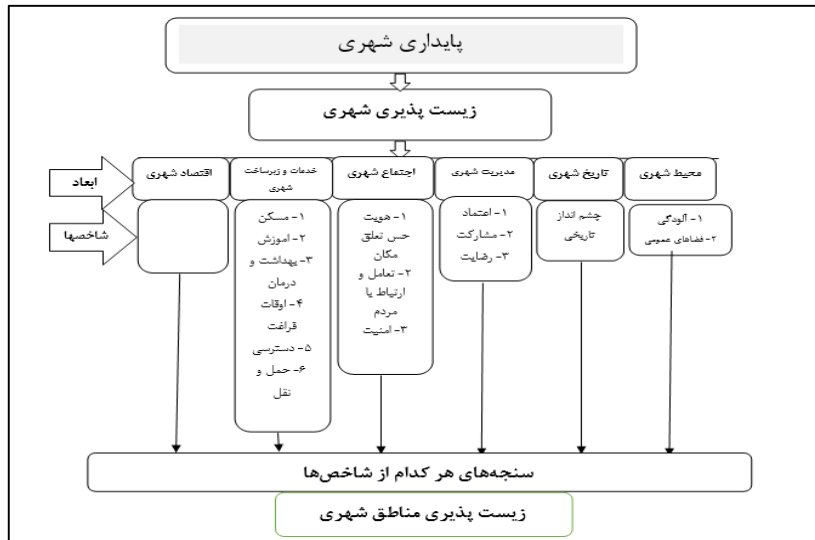 پایداری شهری
زیست پذیری شهری
ابعاد
محیط شهری
تاریخ شهری
مدیریت شهری
اجتماع شهری
خدمات و زیرساخت
شهری
اقتصاد شهری
شاخصها
۱- آلودگی
۲- فضاهای عمومی
چشم انداز
تاریخی
۱- اعتماد
۲- مشارکت
۳- رضایت
۱- هویت
حس تعلق
مکان
۲- تعامل و
ارتباط یا
مردم
۳- امنیت
۱- مسکن
۲- اموزش
۳- بهداشت و
درمان
۴- اوقات
قراغت
۵- دسترسی
۶- حمل و
نقل
سنجه‌های هر کدام از شاخص‌ها
زیست پذیری مناطق شهری